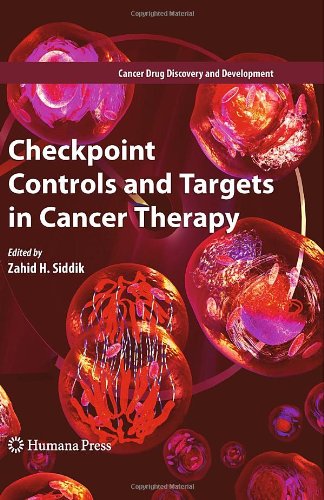 Cancer Drug Discovery and Development
Checkpoint
Controls and Targets
in Cancer Therapy
Edited by
Zahid H. Siddik
Humana Press